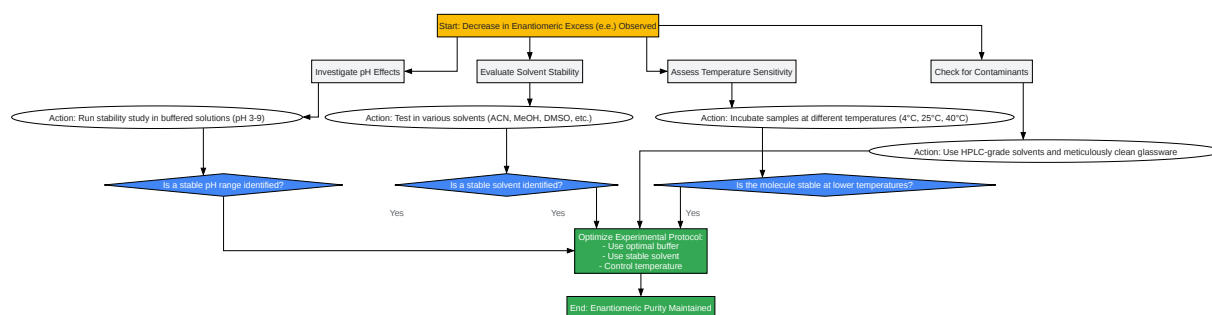 Start: Decrease in Enantiomeric Excess (e.e.) Observed
Investigate pH Effects
Evaluate Solvent Stability
Assess Temperature Sensitivity
Check for Contaminants
Action: Run stability study in buffered solutions (pH 3-9)
Action: Test in various solvents (ACN, MeOH, DMSO, etc.)
Action: Incubate samples at different temperatures (4°C, 25°C, 40°C)
Action: Use HPLC-grade solvents and meticulously clean glassware
Is a stable pH range identified?
Is a stable solvent identified?
Is the molecule stable at lower temperatures?
Yes
Yes
Yes
Optimize Experimental Protocol:
- Use optimal buffer
- Use stable solvent
- Control temperature
End: Enantiomeric Purity Maintained